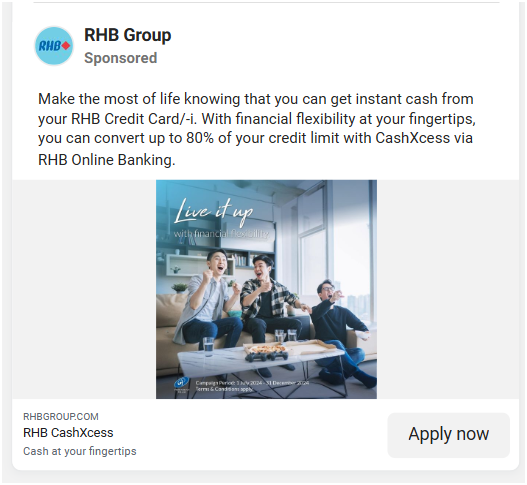 RHB
RHB Group
Sponsored
Make the most of life knowing that you can get instant cash from
your RHB Credit Card/-i. With financial flexibility at your fingertips,
you can convert up to 80% of your credit limit with CashXcess via
RHB Online Banking.
Live it up
with financial flexibility
Campaign Period: 1 July 2024 - 31 December 2024
Terms & Conditions apply.
RHBGROUP.COM
RHB CashXcess
Cash at your fingertips
Apply now